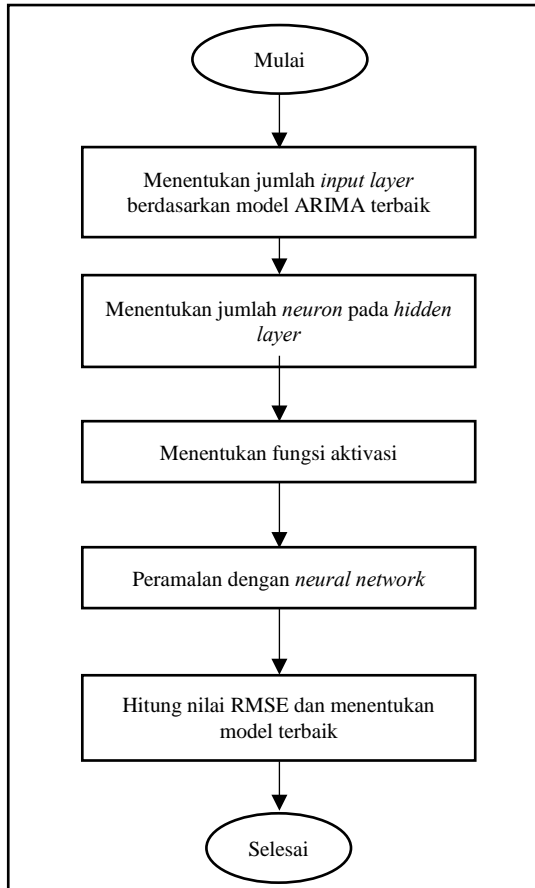 Mulai
Menentukan jumlah input layer
berdasarkan model ARIMA terbaik
Menentukan jumlah neuron pada hidden
layer
Menentukan fungsi aktivasi
Peramalan dengan neural network
Hitung nilai RMSE dan menentukan
model terbaik
Selesai